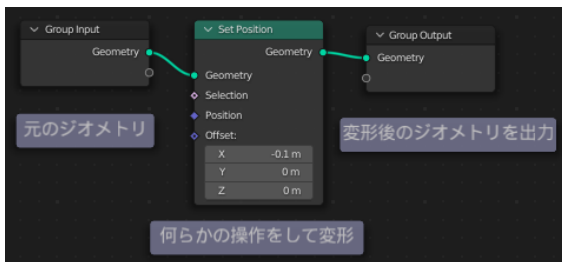 Group Input
Geometry
元のジオメトリ
Set Position
Geometry
Geometry
Selection
Position
Offset:
X -0.1 m
Y 0 m
Z 0 m
何らかの操作をして変形
Group Output
Geometry
変形後のジオメトリを出力